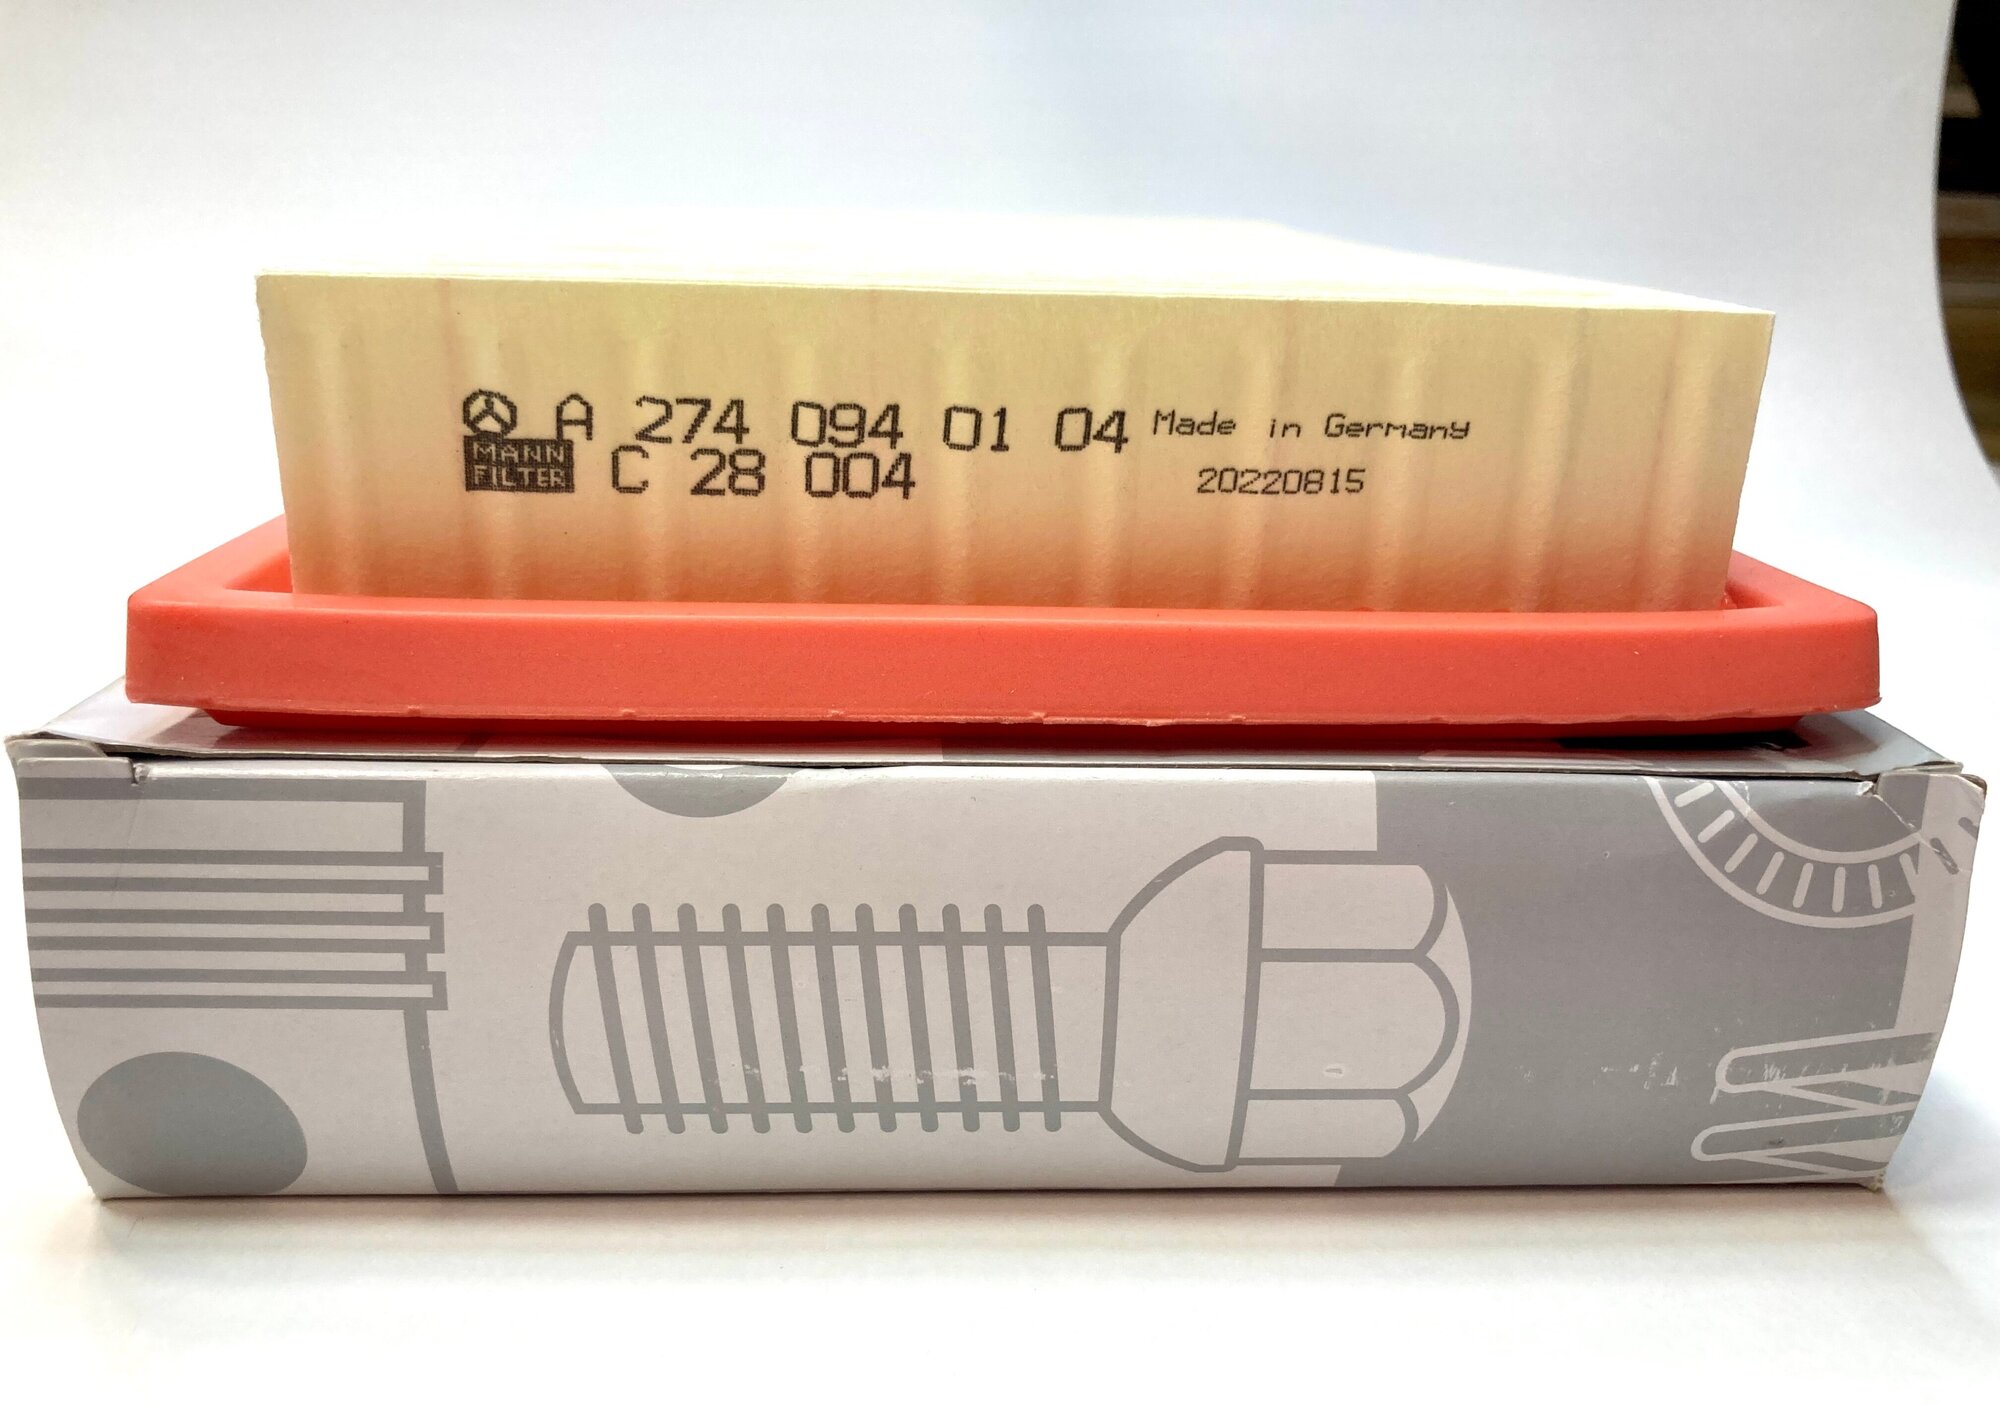 A 274 094 01 04 Made in Germany
MANN
FILTER C 28 004 20220815